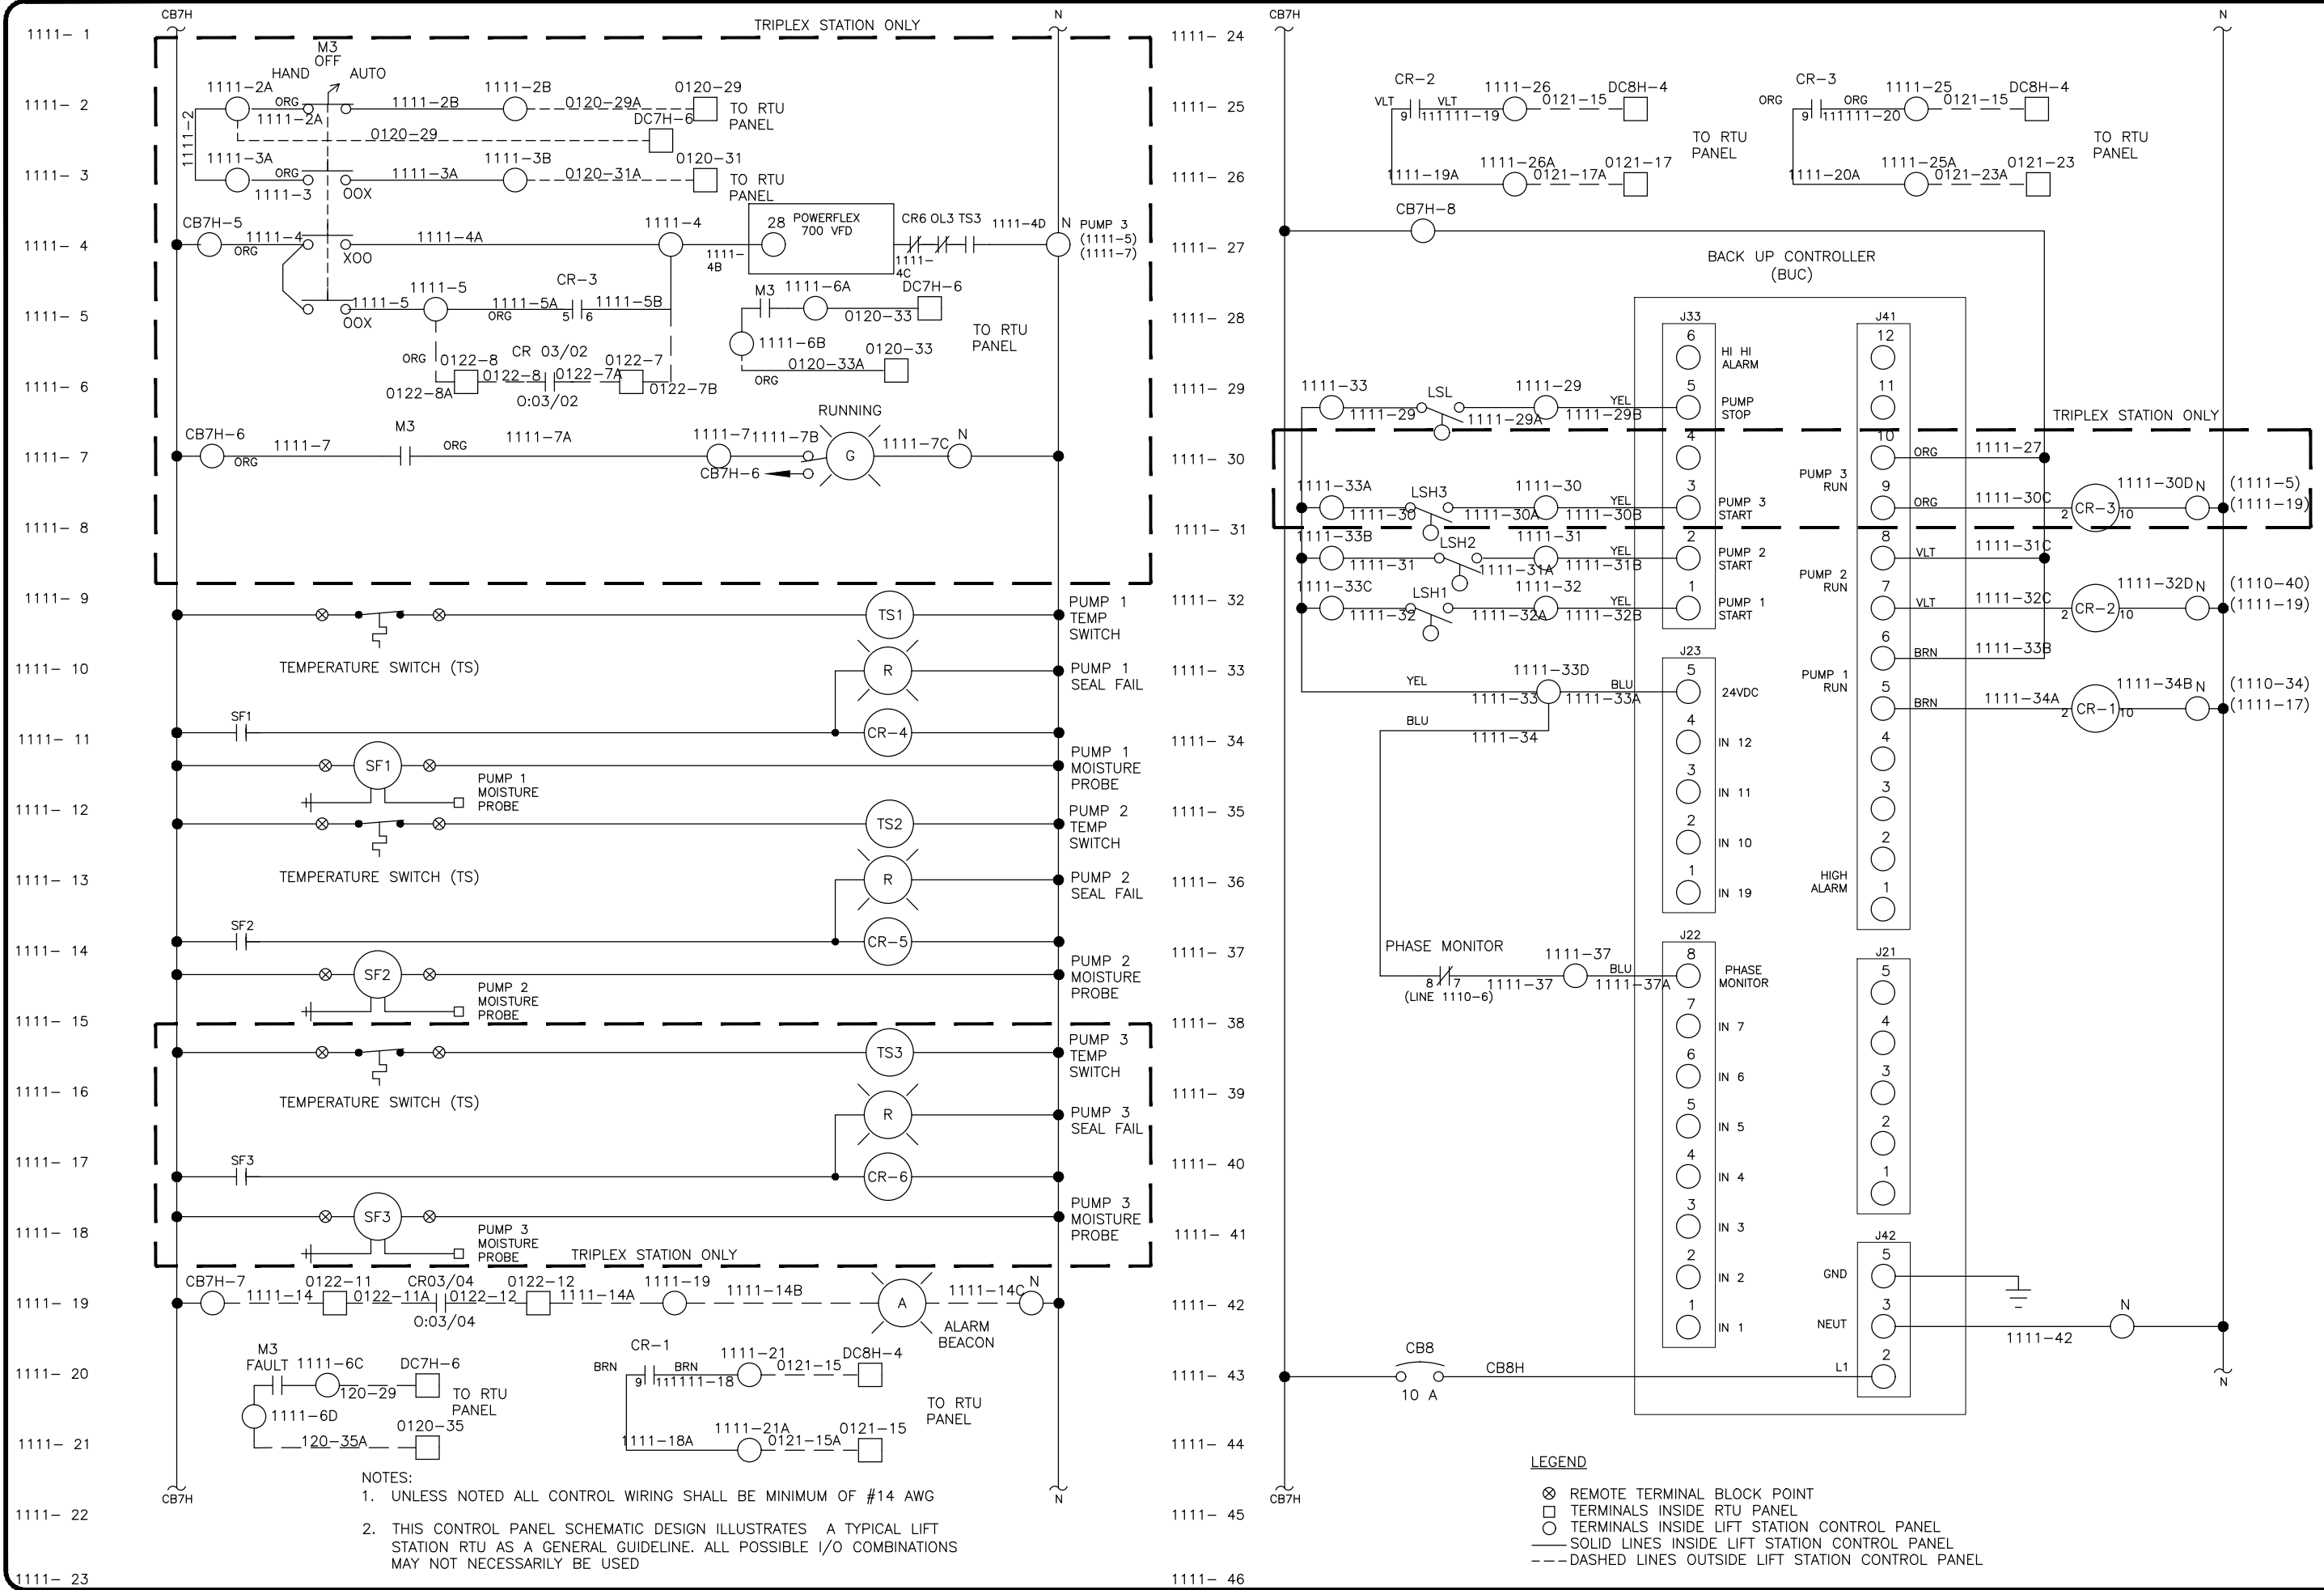 CB7H
N
TRIPLEX STATION ONLY
1111- 1
M3
OFF
HAND
AUTO
1111-2A
ORG
1111-2A
1111-2B
1111-2B
0120-29A
0120-29
TO RTU
PANEL
1111- 2
1111-2
0120-29
DC7H-6
1111-3A
ORG
1111-3
OOX
1111-3A
1111-3B
0120-31A
0120-31
TO RTU
PANEL
1111- 3
CB7H-5
1111-4
ORG
XOO
1111-4A
1111-4
1111-
4B
28
POWERFLEX
700 VFD
CR6 OL3 TS3
1111-
4C
1111-4D
N
PUMP 3
(1111-5)
(1111-7)
1111- 4
1111-5
OOX
1111-5
1111-5A
ORG
CR-3
5 6
1111-5B
M3
1111-6A
DC7H-6
0120-33
1111- 5
1111-6B
0120-33
0120-33A
ORG
TO RTU
PANEL
ORG
0122-8
0122-8A
0122-8
CR 03/02
O:03/02
0122-7A
0122-7
0122-7B
1111- 6
RUNNING
CB7H-6
ORG
1111-7
M3
ORG
1111-7A
1111-7
1111-7B
CB7H-6
G
1111-7C
N
1111- 7
1111- 8
1111- 9
TS1
PUMP 1
TEMP
SWITCH
TEMPERATURE SWITCH (TS)
1111- 10
R
PUMP 1
SEAL FAIL
SF1
CR-4
1111- 11
SF1
PUMP 1
MOISTURE
PROBE
PUMP 1
MOISTURE
PROBE
1111- 12
TS2
PUMP 2
TEMP
SWITCH
TEMPERATURE SWITCH (TS)
1111- 13
R
PUMP 2
SEAL FAIL
SF2
CR-5
1111- 14
SF2
PUMP 2
MOISTURE
PROBE
PUMP 2
MOISTURE
PROBE
1111- 15
TS3
PUMP 3
TEMP
SWITCH
TEMPERATURE SWITCH (TS)
1111- 16
R
PUMP 3
SEAL FAIL
SF3
CR-6
1111- 17
SF3
PUMP 3
MOISTURE
PROBE
PUMP 3
MOISTURE
PROBE
1111- 18
TRIPLEX STATION ONLY
CB7H-7
1111-14
0122-11
0122-11A
CR03/04
O:03/04
0122-12
0122-12
1111-14A
1111-19
1111-14B
A
1111-14C
N
ALARM
BEACON
1111- 19
M3
FAULT
1111-6C
120-29
DC7H-6
TO RTU
PANEL
1111-6D
120-35A
0120-35
1111- 20
CR-1
BRN
BRN
9 11
1111-18
1111-21
0121-15
DC8H-4
TO RTU
PANEL
1111-18A
1111-21A
0121-15A
0121-15
1111- 21
CB7H
N
NOTES:
1. UNLESS NOTED ALL CONTROL WIRING SHALL BE MINIMUM OF #14 AWG
1111- 22
2. THIS CONTROL PANEL SCHEMATIC DESIGN ILLUSTRATES A TYPICAL LIFT
STATION RTU AS A GENERAL GUIDELINE. ALL POSSIBLE I/O COMBINATIONS
MAY NOT NECESSARILY BE USED
1111- 23
CB7H
N
1111- 24
CR-2
VLT
VLT
9 11
1111-19
1111-26
0121-15
DC8H-4
CR-3
ORG
ORG
9 11
1111-20
1111-25
0121-15
DC8H-4
1111- 25
TO RTU
PANEL
TO RTU
PANEL
1111-19A
1111-26A
0121-17A
0121-17
1111-20A
1111-25A
0121-23A
0121-23
1111- 26
CB7H-8
1111- 27
BACK UP CONTROLLER
(BUC)
1111- 28
J33
J41
6
HI HI
ALARM
12
11
1111- 29
1111-33
1111-29
LSL
1111-29A
1111-29
YEL
1111-29B
5
PUMP
STOP
TRIPLEX STATION ONLY
4
10
ORG
1111-27
1111- 30
PUMP 3
RUN
1111-33A
1111-30
LSH3
1111-30A
1111-30
YEL
1111-30B
3
PUMP 3
START
9
ORG
1111-30C
2
CR-3
10
1111-30D
N
(1111-5)
(1111-19)
1111- 31
1111-33B
1111-31
LSH2
1111-31A
1111-31
YEL
1111-31B
2
PUMP 2
START
8
VLT
1111-31C
PUMP 2
RUN
1111- 32
1111-33C
1111-32
LSH1
1111-32A
1111-32
YEL
1111-32B
1
PUMP 1
START
7
VLT
1111-32C
2
CR-2
10
1111-32D
N
(1110-40)
(1111-19)
6
BRN
1111-33B
1111- 33
J23
YEL
1111-33D
1111-33
BLU
1111-33A
5
24VDC
PUMP 1
RUN
5
BRN
1111-34A
2
CR-1
10
1111-34B
N
(1110-34)
(1111-17)
BLU
1111-34
1111- 34
4
IN 12
4
3
IN 11
3
1111- 35
2
IN 10
2
1111- 36
1
IN 19
HIGH
ALARM
1
1111- 37
PHASE MONITOR
8 7
(LINE 1110-6)
1111-37
1111-37
BLU
1111-37A
J22
8
PHASE
MONITOR
J21
5
1111- 38
7
IN 7
4
1111- 39
6
IN 6
3
5
IN 5
2
1111- 40
4
IN 4
1
1111- 41
3
IN 3
J42
2
IN 2
GND
5
1111- 42
1
IN 1
NEUT
3
1111-42
N
1111- 43
CB8
10 A
CB8H
L1
2
N
1111- 44
CB7H
LEGEND
REMOTE TERMINAL BLOCK POINT
TERMINALS INSIDE RTU PANEL
TERMINALS INSIDE LIFT STATION CONTROL PANEL
SOLID LINES INSIDE LIFT STATION CONTROL PANEL
DASHED LINES OUTSIDE LIFT STATION CONTROL PANEL
1111- 45
1111- 46